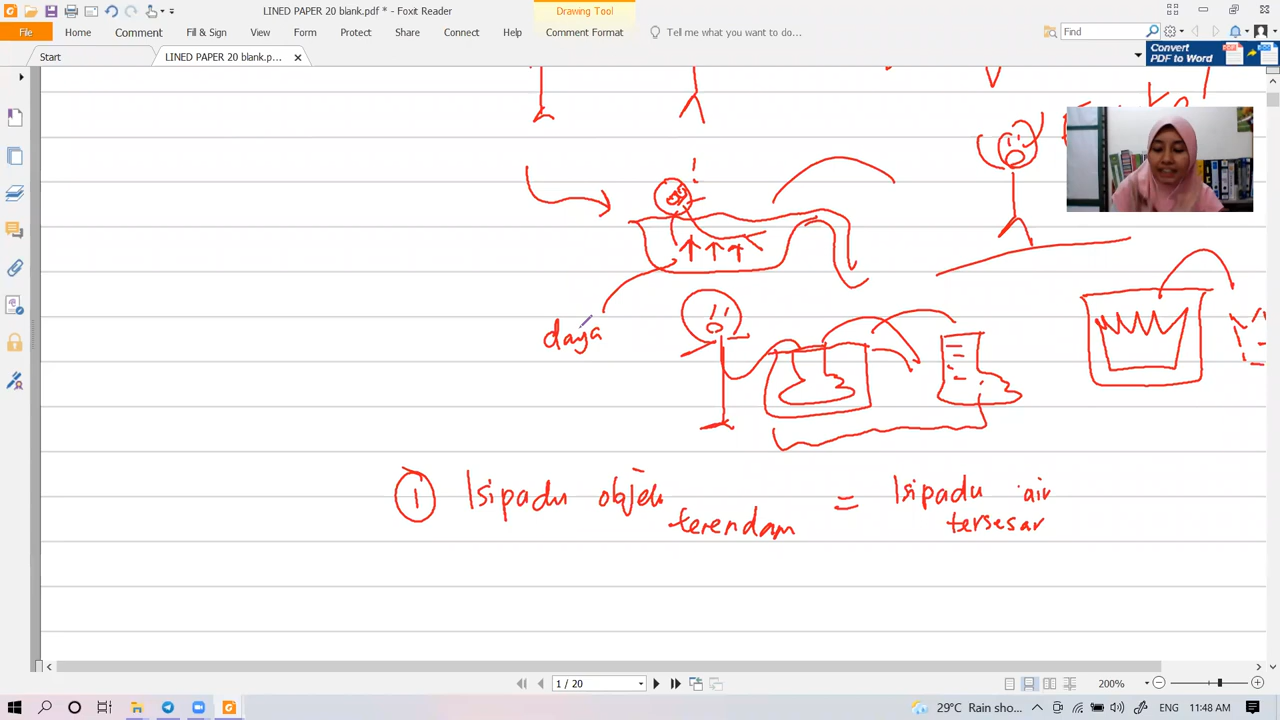 LINED PAPER 20 blank.pdf * - Foxit Reader
Drawing Tool
File Home Comment Fill & Sign View Form Protect Share Connect Help Comment Format Tell me what you want to do... Find
Start LINED PAPER 20 blank.p... Convert PDF to Word
daya
1 Isipadu objek terendam = Isipadu air tersesar
1 / 20
200%
29°C Rain sho...
ENG
11:48 AM